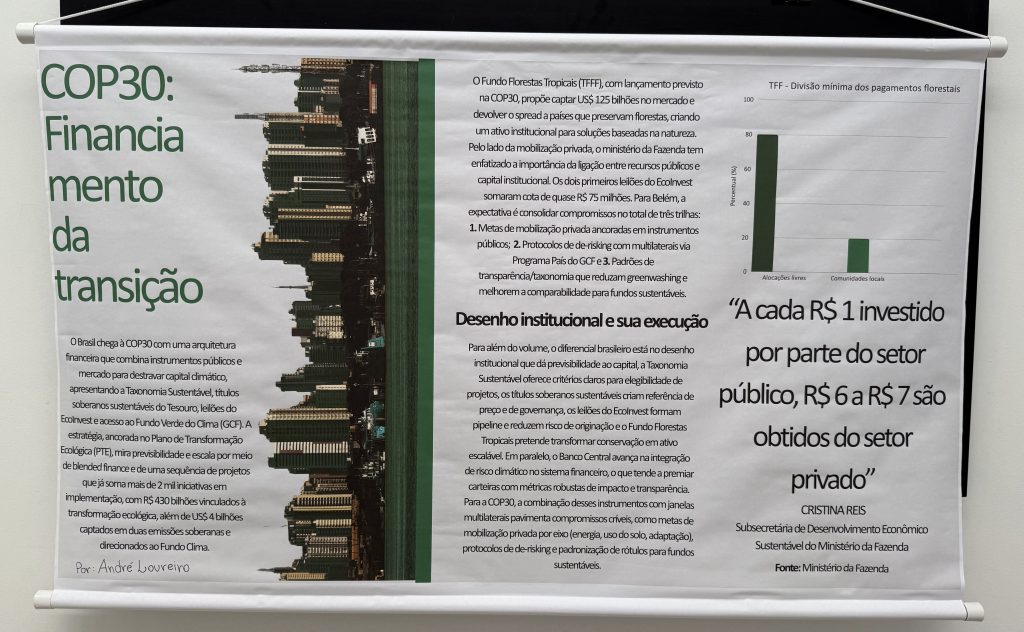 COP30:
Financia
mento
da
transição
O Brasil chega à COP30 com uma arquitetura
financeira que combina instrumentos públicos e
mercado para destravar capital climático,
apresentando a Taxonomia Sustentável, títulos
soberanos sustentáveis do Tesouro, leilões do
EcoInvest e acesso ao Fundo Verde do Clima (GCF). A
estratégia, ancorada no Plano de Transformação
Ecológica (PTE), mira previsibilidade e escala por meio
de blended finance e de uma sequência de projetos
que já soma mais de 2 mil iniciativas em
implementação, com R$ 430 bilhões vinculados à
transformação ecológica, além de US$ 4 bilhões
captados em duas emissões soberanas e
direcionados ao Fundo Clima.
Por: André Loureiro
O Fundo Florestas Tropicais (TFFF), com lançamento previsto
na COP30, propõe captar US$ 125 bilhões no mercado e
devolver o spread a países que preservam florestas, criando
um ativo institucional para soluções baseadas na natureza.
Pelo lado da mobilização privada, o ministério da Fazenda tem
enfatizado a importância da ligação entre recursos públicos e
capital institucional. Os dois primeiros leilões do EcoInvest
somaram cota de quase R$ 75 milhões. Para Belém, a
expectativa é consolidar compromissos no total de três trilhas:
1. Metas de mobilização privada ancoradas em instrumentos
públicos; 2. Protocolos de de-risking com multilaterais via
Programa País do GCF e 3. Padrões de
transparência/taxonomia que reduzam greenwashing e
melhorem a comparabilidade para fundos sustentáveis.
Desenho institucional e sua execução
Para além do volume, o diferencial brasileiro está no desenho
institucional que dá previsibilidade ao capital, a Taxonomia
Sustentável oferece critérios claros para elegibilidade de
projetos, os títulos soberanos sustentáveis criam referência de
preço e de governança, os leilões do EcoInvest formam
pipeline e reduzem risco de originação e o Fundo Florestas
Tropicais pretende transformar conservação em ativo
escalável. Em paralelo, o Banco Central avança na integração
de risco climático no sistema financeiro, o que tende a premiar
carteiras com métricas robustas de impacto e transparência.
Para a COP30, a combinação desses instrumentos com janelas
multilaterais pavimenta compromissos críveis, como metas de
mobilização privada por eixo (energia, uso do solo, adaptação),
protocolos de de-risking e padronização de rótulos para fundos
sustentáveis.
TFF - Divisão mínima dos pagamentos florestais
100
80
60
40
20
0
Percentual (%)
Alocações livres
Comunidades locais
“A cada R$ 1 investido
por parte do setor
público, R$ 6 a R$ 7 são
obtidos do setor
privado”
CRISTINA REIS
Subsecretária de Desenvolvimento Econômico
Sustentável do Ministério da Fazenda
Fonte: Ministério da Fazenda